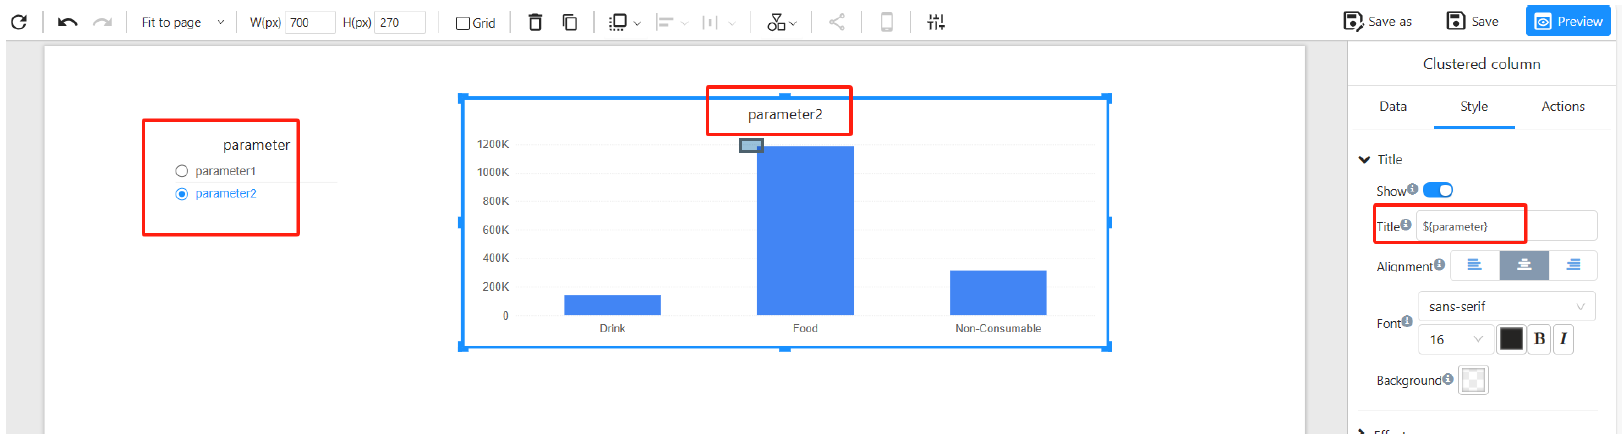 Fit to page W(px) 700 H(px) 270 Grid Save as Save Preview
Clustered column
Data Style Actions
Title
Show
Title ${parameter}
Alignment
Font sans-serif
16 B I
Background
parameter
parameter1
parameter2
parameter2
1200K
1000K
800K
600K
400K
200K
0
Drink Food Non-Consumable